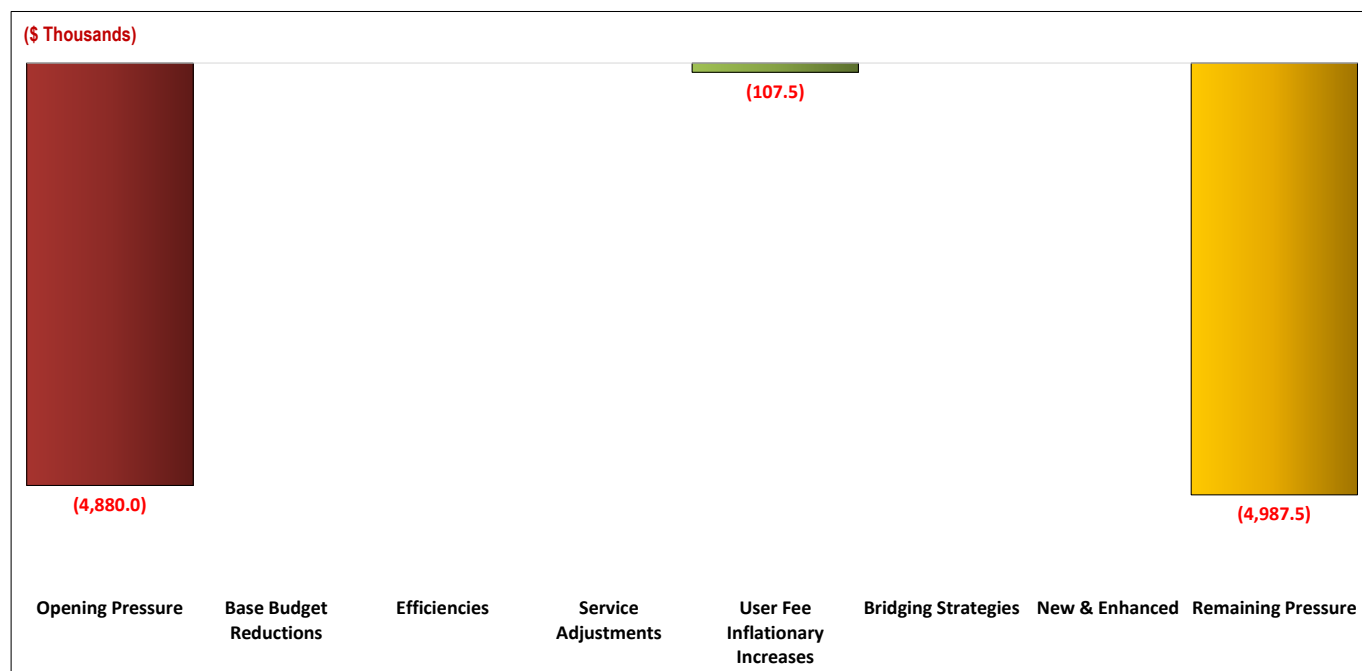 ($ Thousands)
(107.5)
(4,880.0)
(4,987.5)
Opening Pressure
Base Budget
Reductions
Efficiencies
Service
Adjustments
User Fee
Inflationary
Increases
Bridging Strategies
New & Enhanced
Remaining Pressure